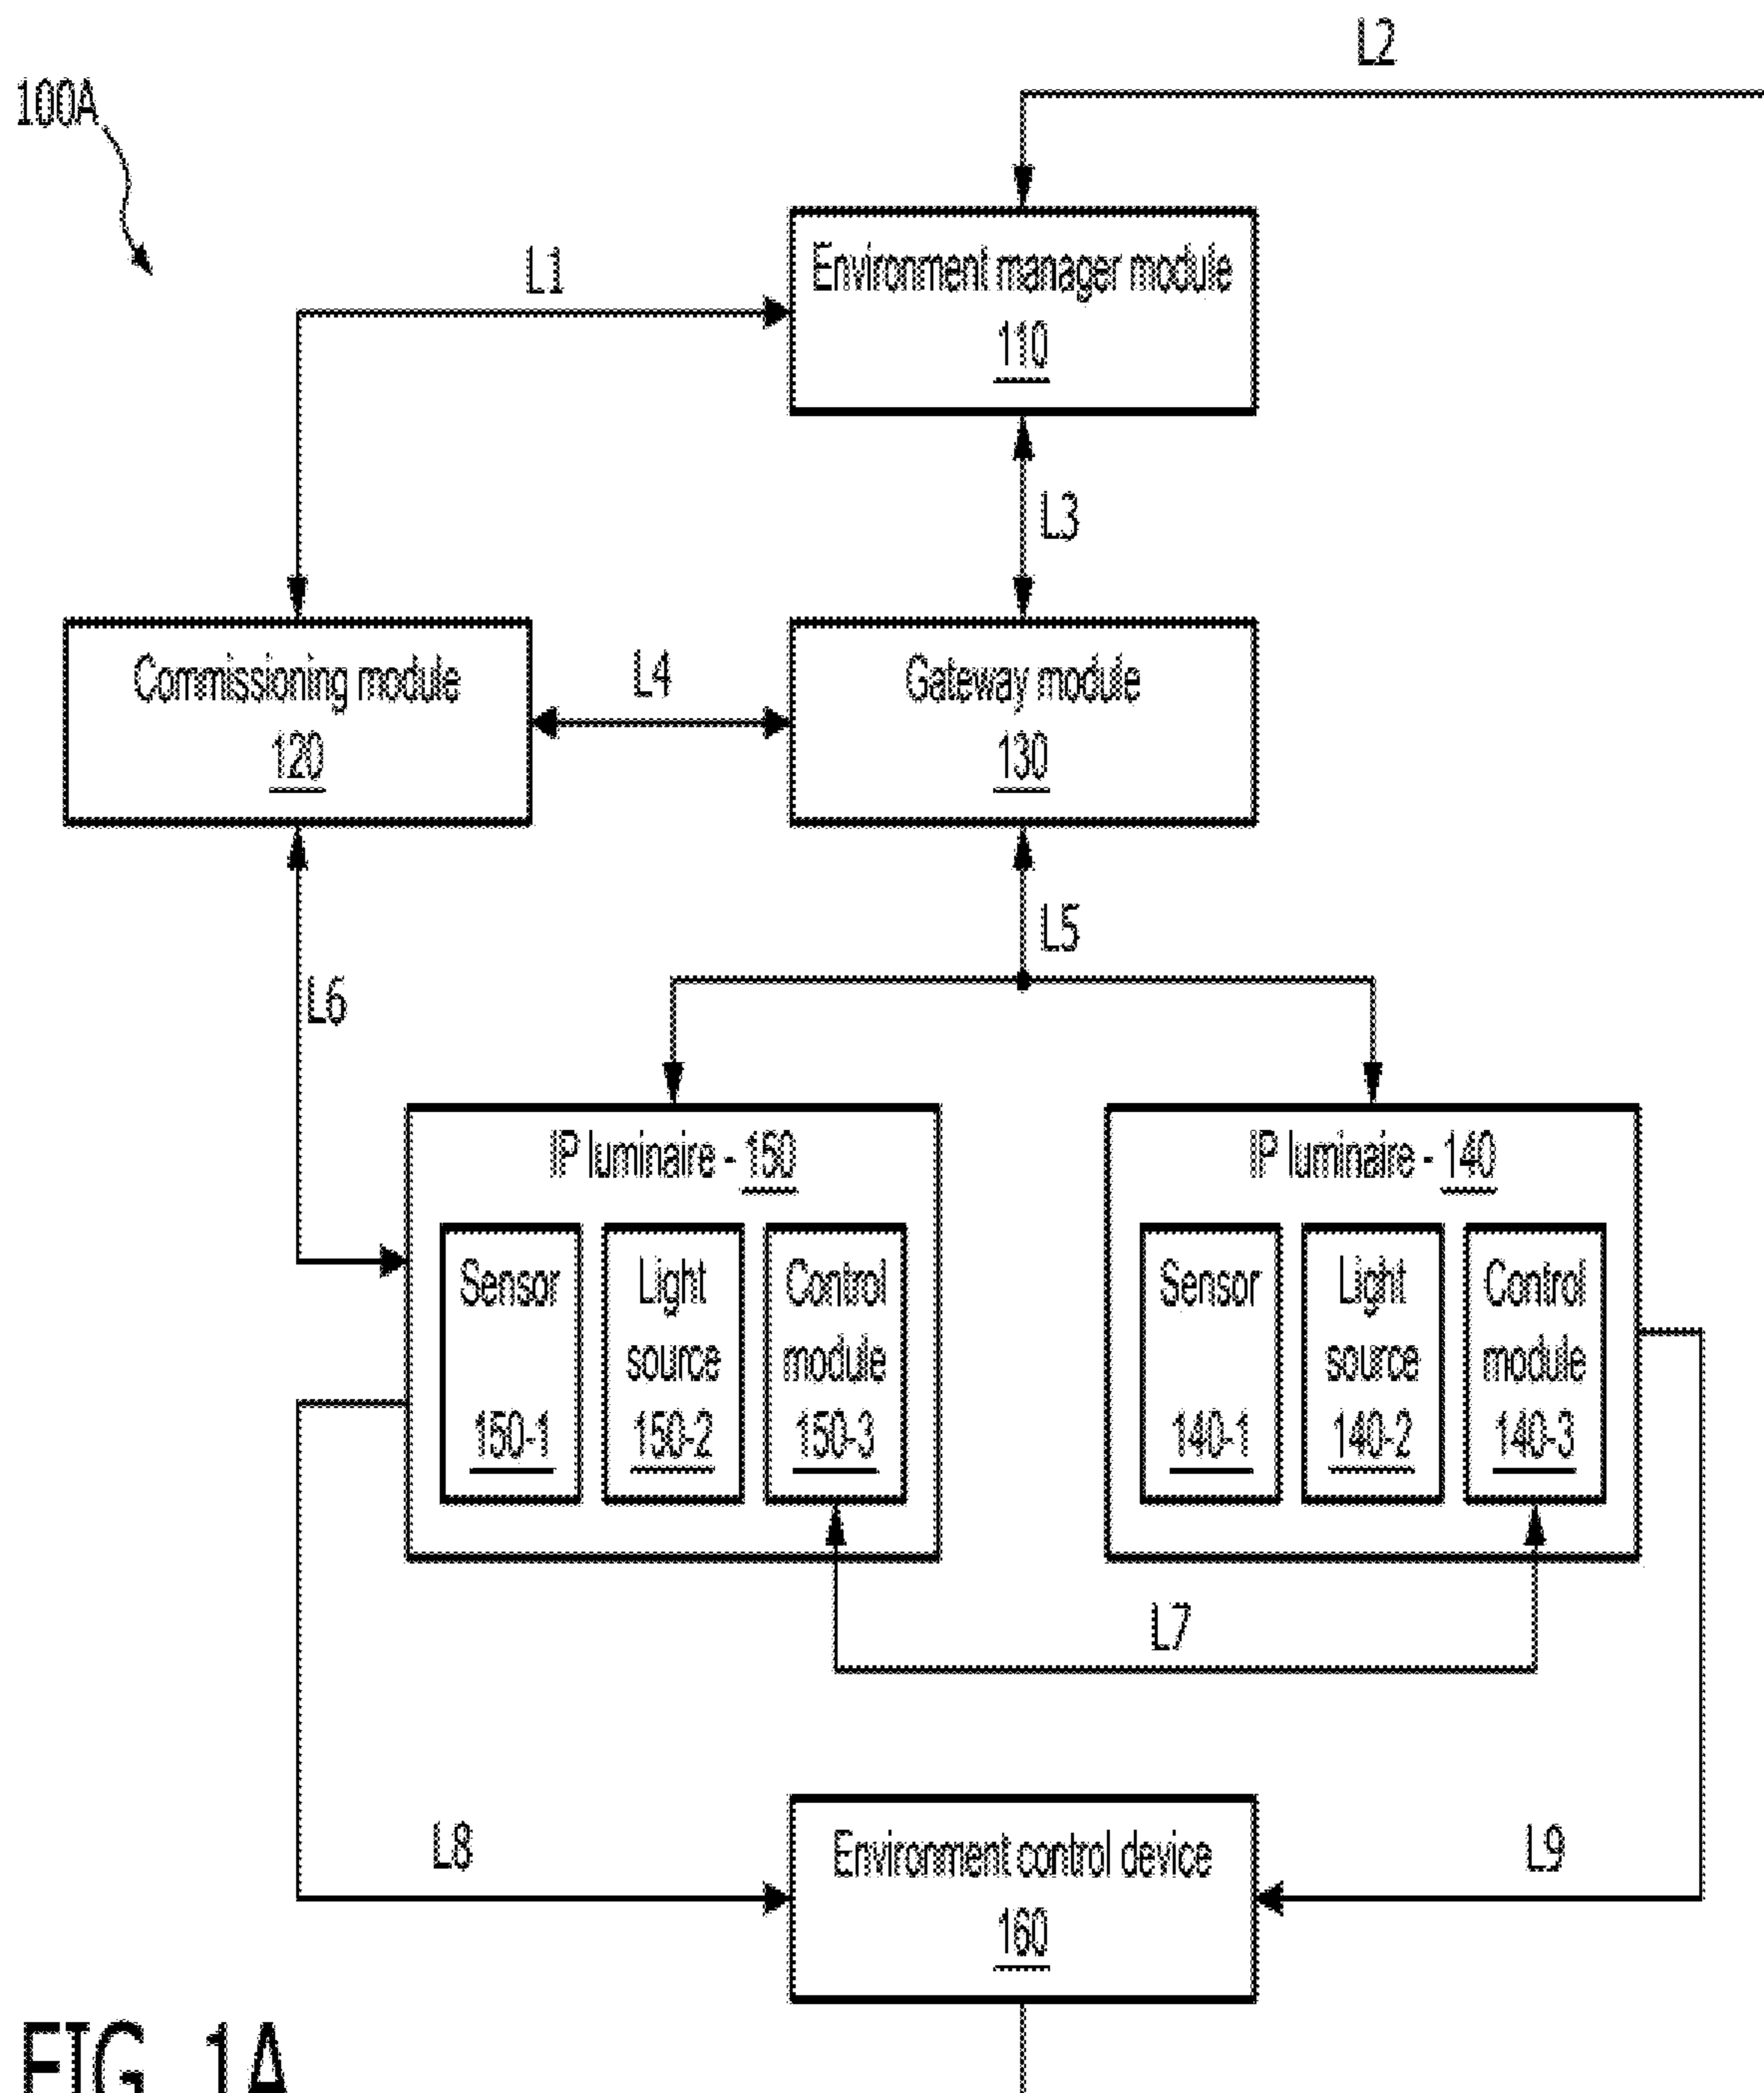 L2
100A
L1
Environment manager module
110
L3
Commissioning module
120
L4
Gateway module
130
L5
L6
IP luminaire - 150
Sensor
150-1
Light
source
150-2
Control
module
150-3
IP luminaire - 140
Sensor
140-1
Light
source
140-2
Control
module
140-3
L7
L8
Environment control device
160
L9
FIG. 1A